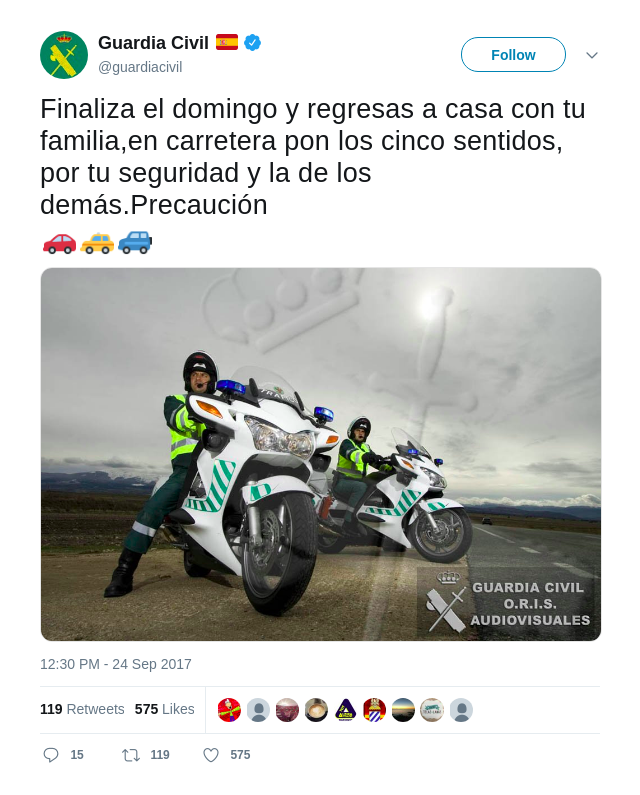 Guardia Civil
@guardiacivil
Follow
Finaliza el domingo y regresas a casa con tu
familia,en carretera pon los cinco sentidos,
por tu seguridad y la de los
demás.Precaución
GUARDIA CIVIL
O.R.I.S.
AUDIOVISUALES
12:30 PM - 24 Sep 2017
119 Retweets 575 Likes
15 119 575